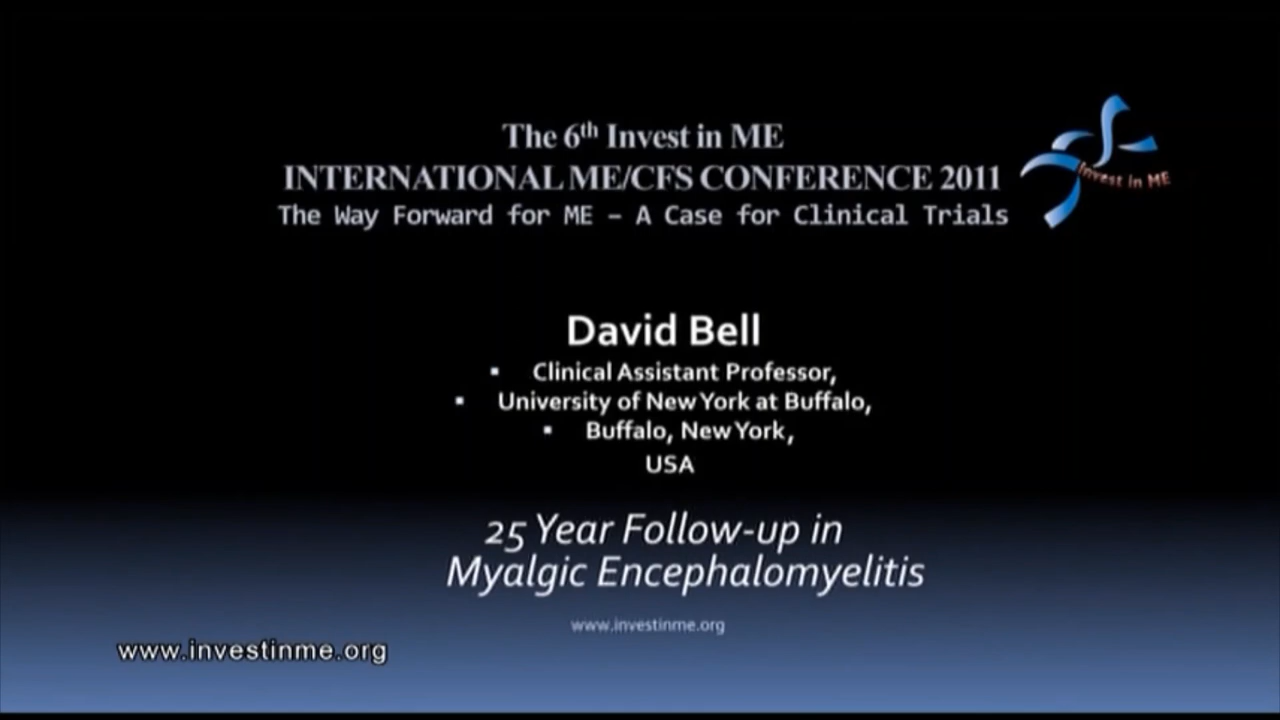 The 6th Invest in ME
INTERNATIONAL ME/CFS CONFERENCE 2011
The Way Forward for ME – A Case for Clinical Trials
Invest in ME
David Bell
▪ Clinical Assistant Professor,
▪ University of New York at Buffalo,
▪ Buffalo, New York,
USA
25 Year Follow-up in
Myalgic Encephalomyelitis
www.investinme.org
www.investinme.org